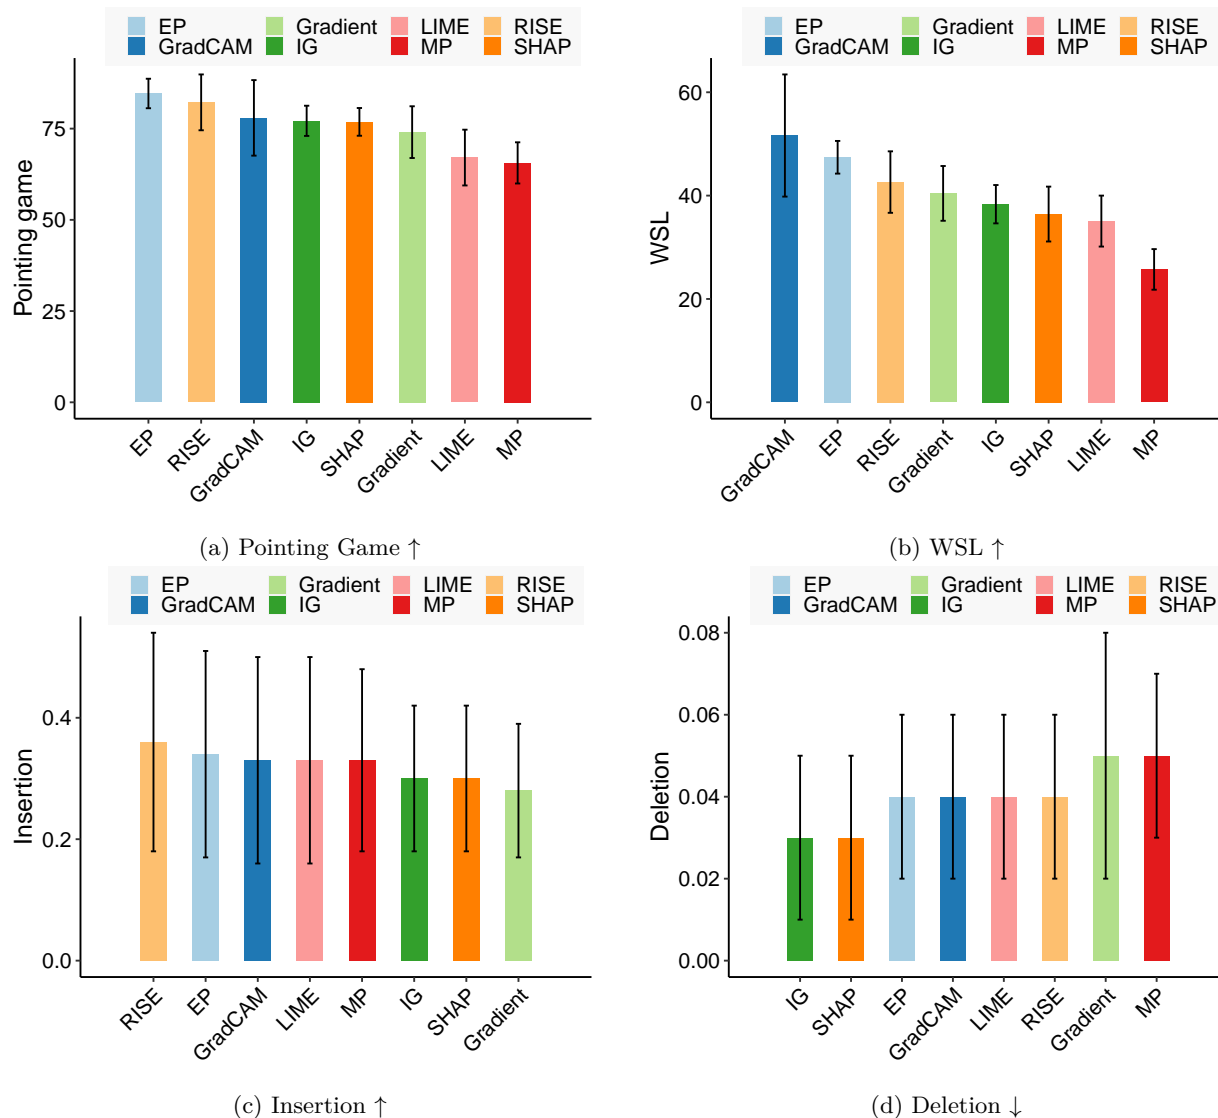 EP Gradient LIME RISE
GradCAM IG MP SHAP
Pointing game
75
50
25
0
EP RISE GradCAM IG SHAP Gradient LIME MP
(a) Pointing Game ↑
EP Gradient LIME RISE
GradCAM IG MP SHAP
WSL
60
40
20
0
GradCAM EP RISE Gradient IG SHAP LIME MP
(b) WSL ↑
EP Gradient LIME RISE
GradCAM IG MP SHAP
Insertion
0.4
0.2
0.0
RISE EP GradCAM LIME MP IG SHAP Gradient
(c) Insertion ↑
EP Gradient LIME RISE
GradCAM IG MP SHAP
Deletion
0.08
0.06
0.04
0.02
0.00
IG SHAP EP GradCAM LIME RISE Gradient MP
(d) Deletion ↓